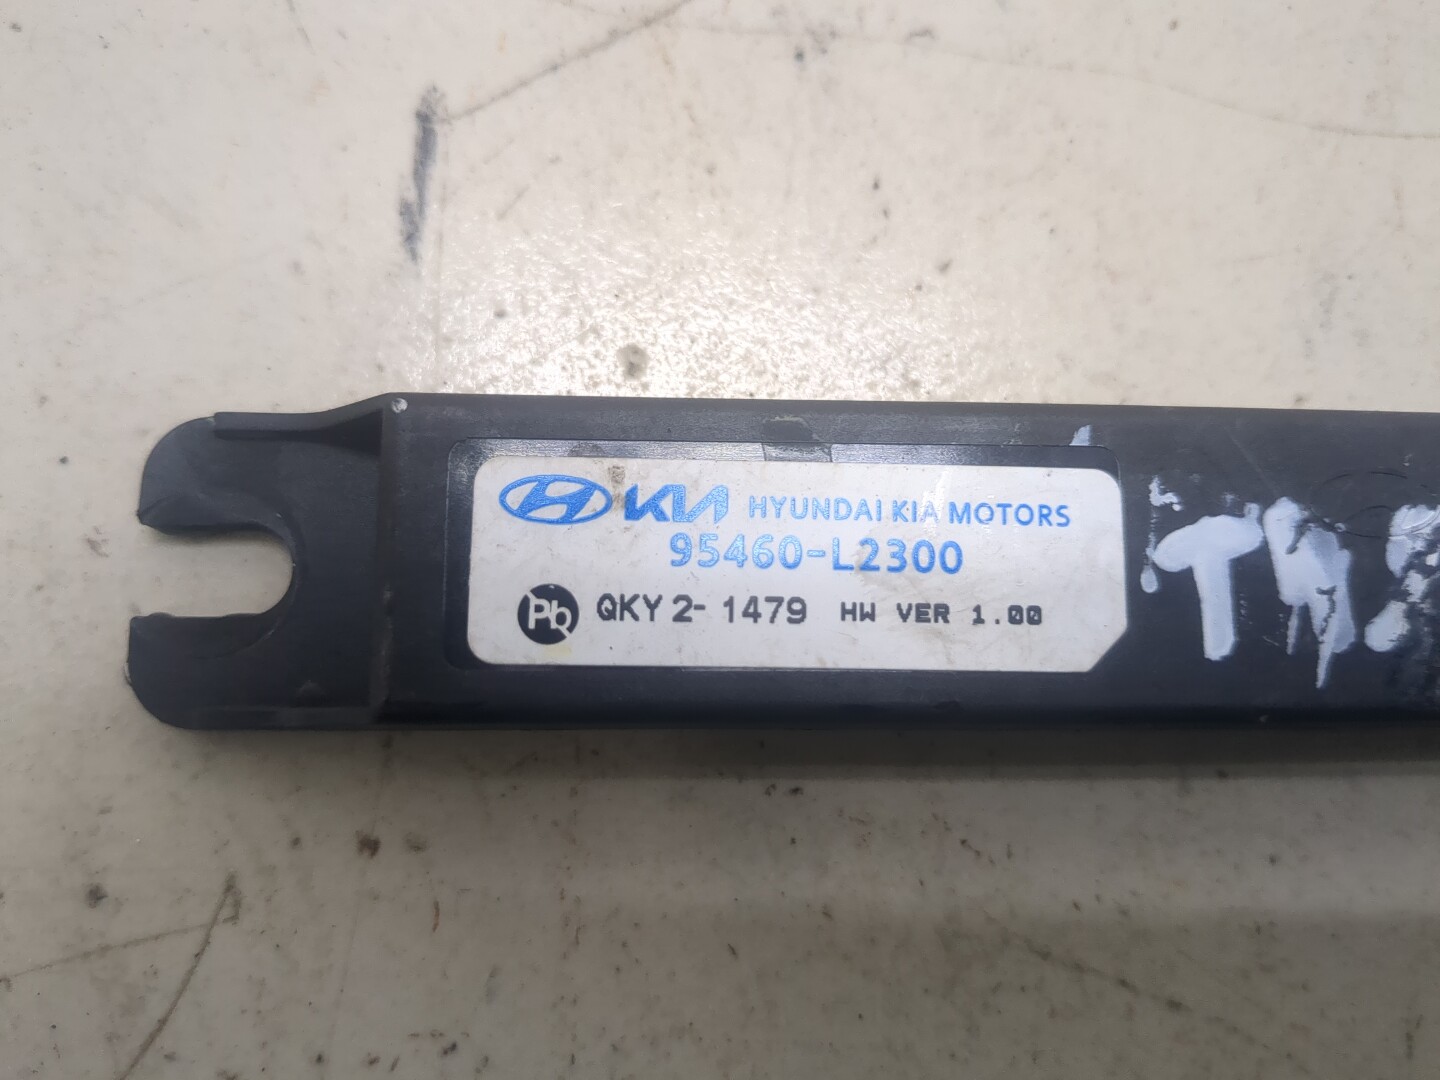 KIA HYUNDAI KIA MOTORS
95460-L2300
Pb QKY 2- 1479 HW VER 1.00